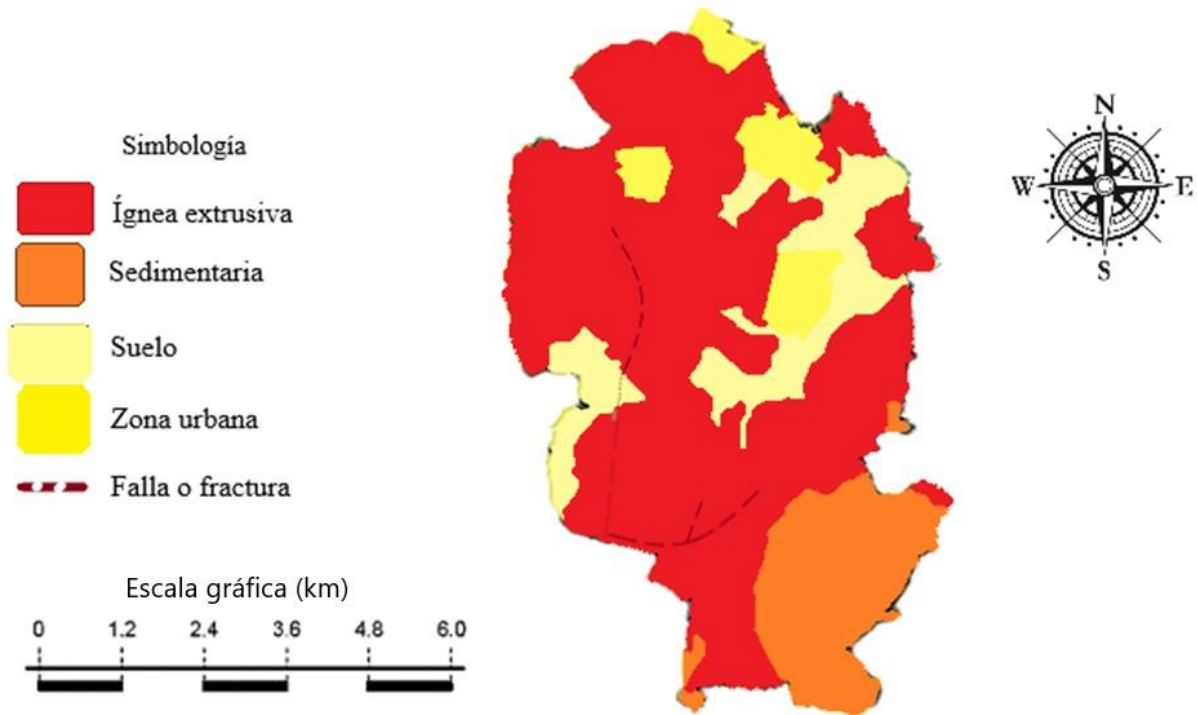 Simbología
Ígnea extrusiva
Sedimentaria
Suelo
Zona urbana
Falla o fractura
Escala gráfica (km)
0 1.2 2.4 3.6 4.8 6.0
N
W E
S